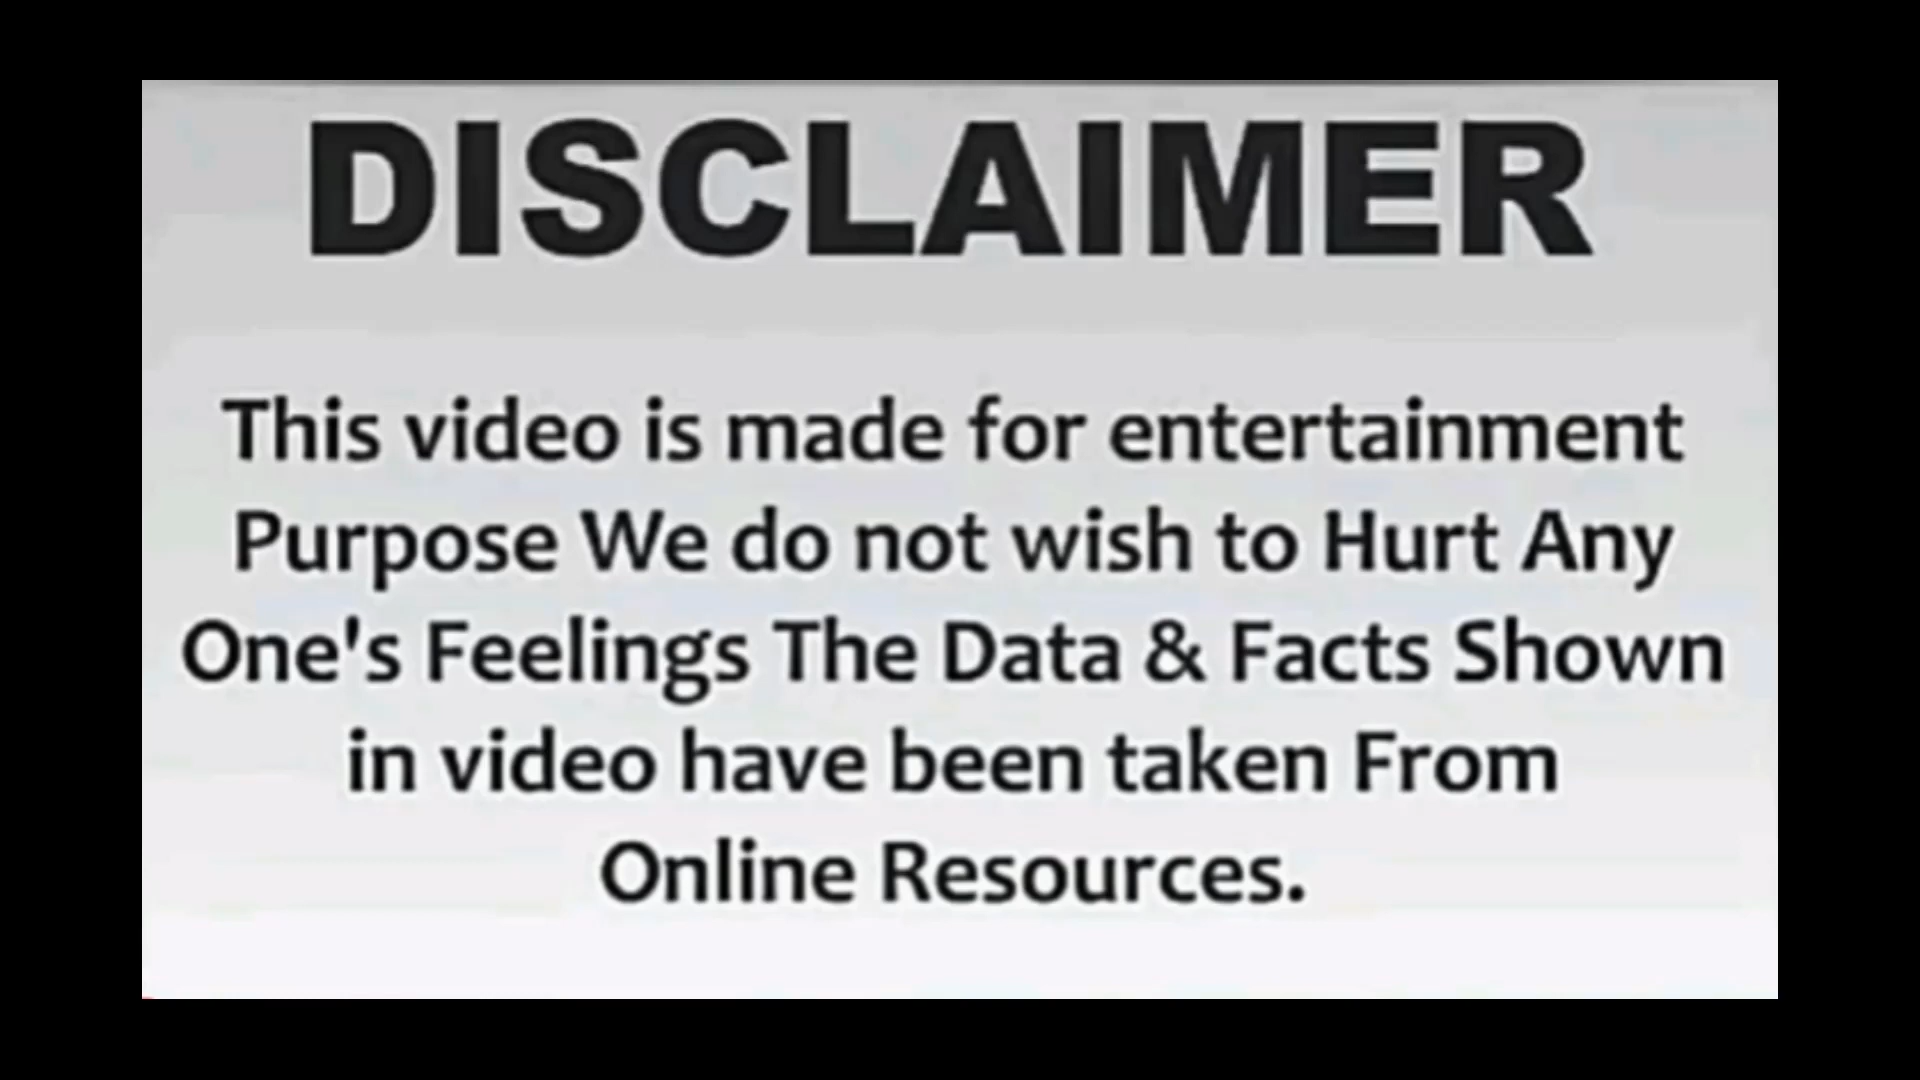 DISCLAIMER
This video is made for entertainment
Purpose We do not wish to Hurt Any
One's Feelings The Data & Facts Shown
in video have been taken From
Online Resources.